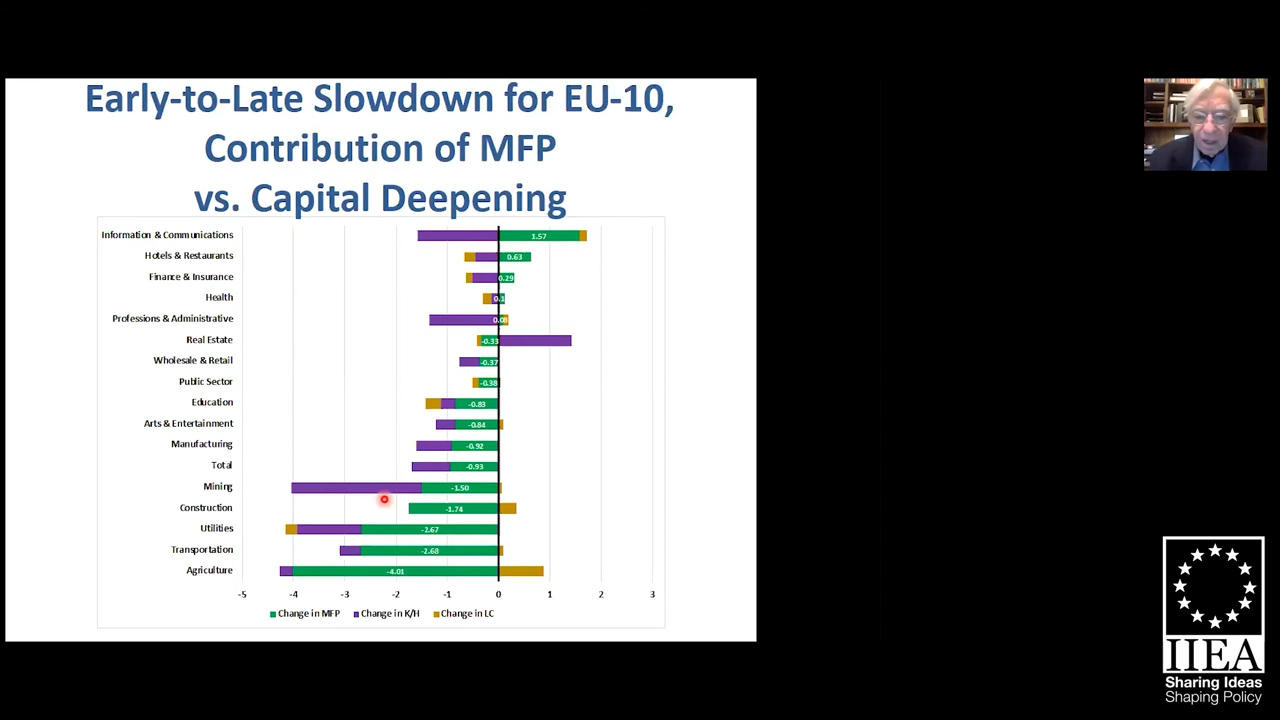 Early-to-Late Slowdown for EU-10,
Contribution of MFP
vs. Capital Deepening
Information & Communications 1.57
Hotels & Restaurants 0.63
Finance & Insurance 0.29
Health 0.1
Professions & Administrative 0.08
Real Estate -0.33
Wholesale & Retail -0.37
Public Sector -0.38
Education -0.83
Arts & Entertainment -0.84
Manufacturing -0.92
Total -0.93
Mining -1.50
Construction -1.74
Utilities -2.67
Transportation -2.68
Agriculture -4.01
-5 -4 -3 -2 -1 0 1 2 3
Change in MFP Change in K/H Change in LC
IIEA
Sharing Ideas
Shaping Policy